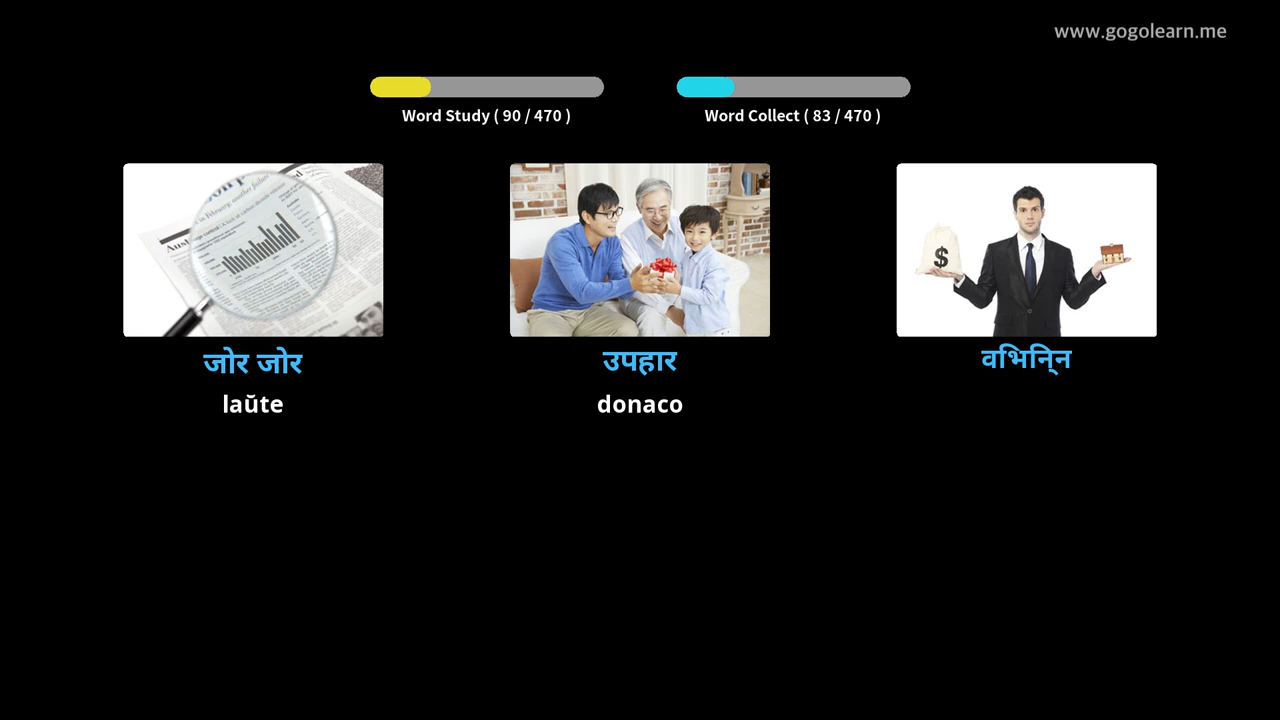 www.gogolearn.me
Word Study ( 90 / 470 )
Word Collect ( 83 / 470 )
जोर जोर
उपहार
वभिनि्न
laŭte
donaco
$